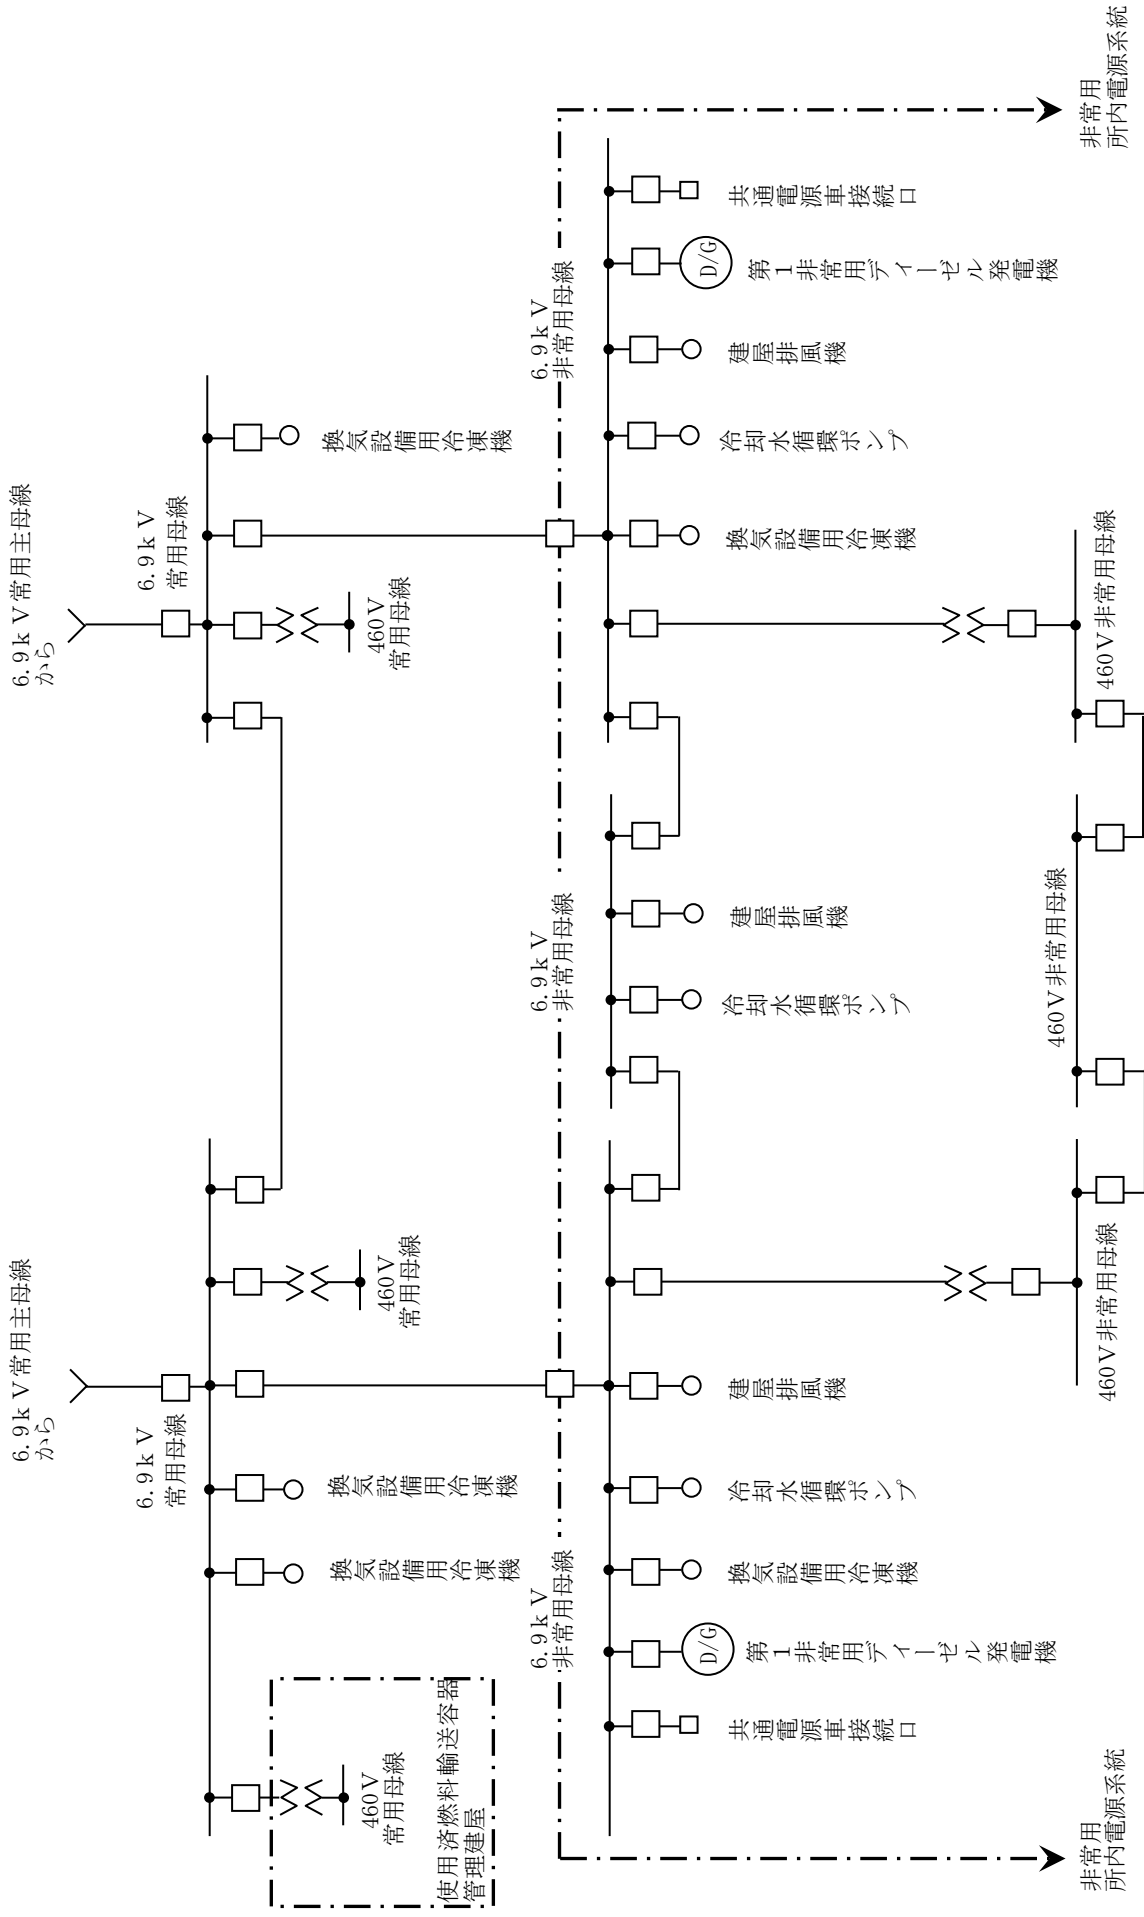 6.9kV常用主母線
から
6.9kV常用主母線
から
6.9kV
常用母線
6.9kV
常用母線
460V
常用母線
使用済燃料輸送容器
管理建屋
換気設備用冷凍機
換気設備用冷凍機
460V
常用母線
460V
常用母線
換気設備用冷凍機
6.9kV
非常用母線
6.9kV
非常用母線
6.9kV
非常用母線
共通電源車接続口
D/G
第1非常用ディーゼル発電機
換気設備用冷凍機
冷却水循環ポンプ
建屋排風機
冷却水循環ポンプ
建屋排風機
換気設備用冷凍機
冷却水循環ポンプ
建屋排風機
D/G
第1非常用ディーゼル発電機
共通電源車接続口
460V非常用母線
460V非常用母線
460V非常用母線
非常用
所内電源系統
非常用
所内電源系統